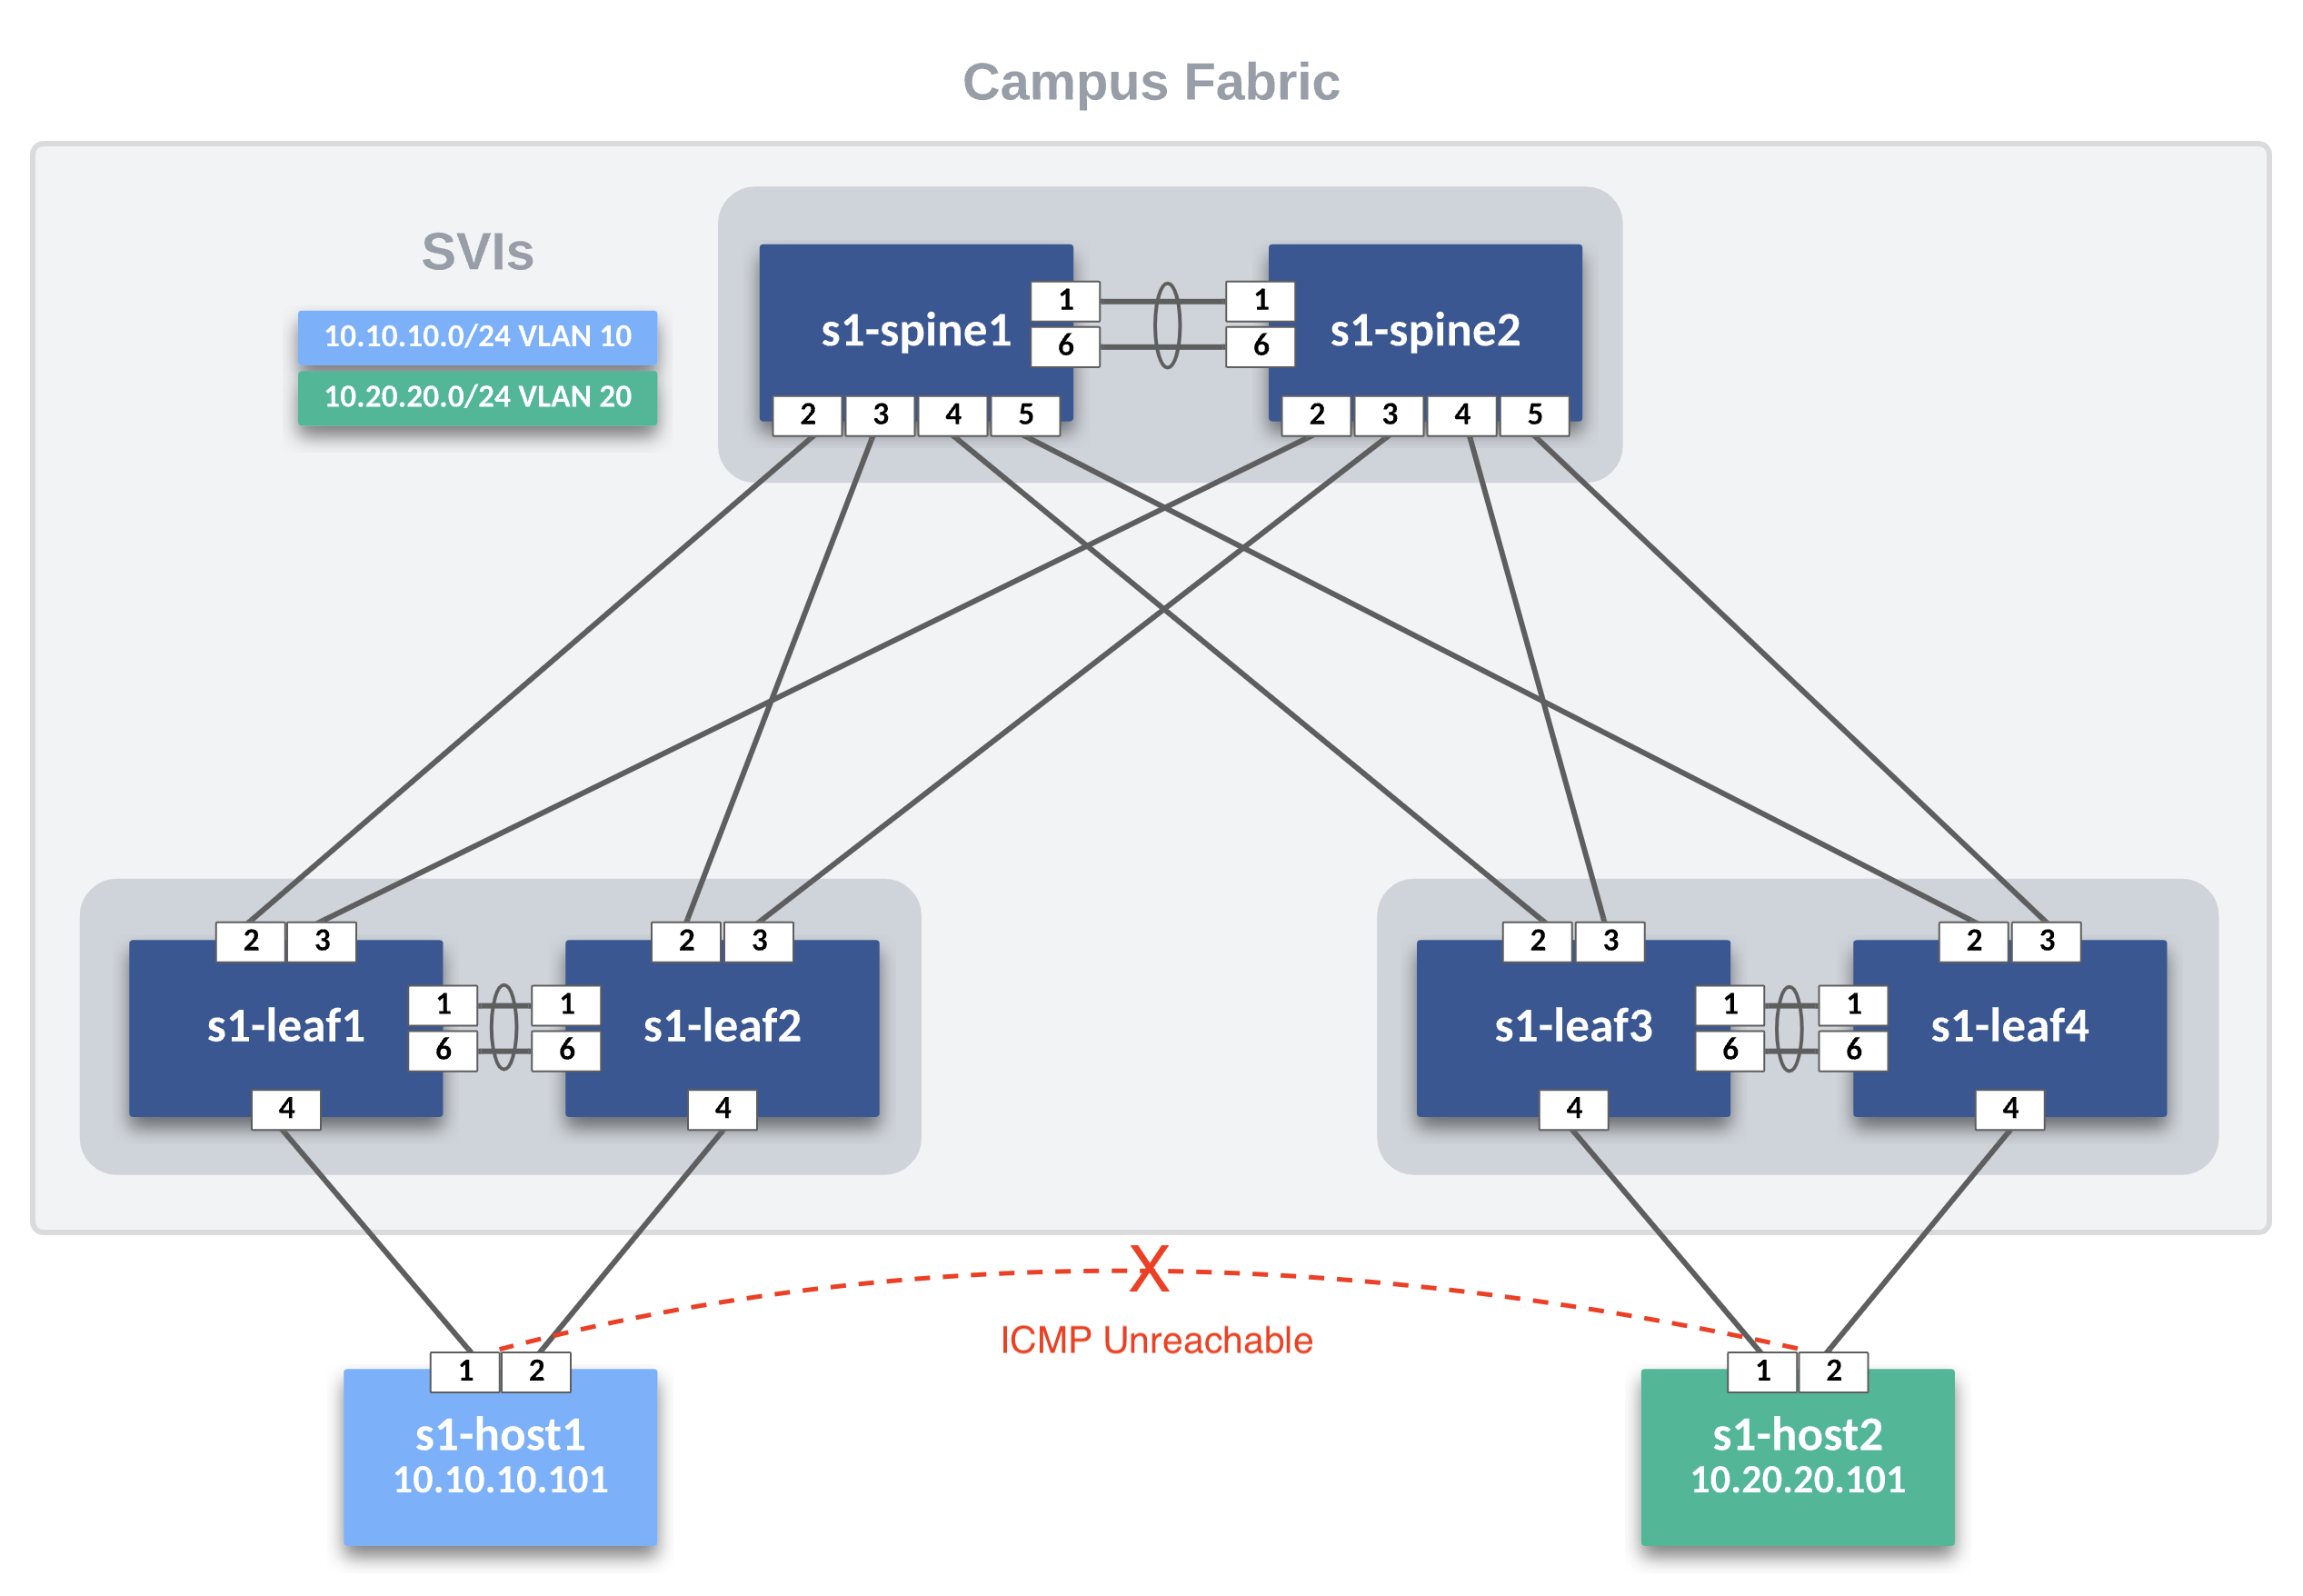 Campus Fabric
SVIs
10.10.10.0/24 VLAN 10
10.20.20.0/24 VLAN 20
s1-spine1
1
6
2
3
4
5
s1-spine2
1
6
2
3
4
5
s1-leaf1
2
3
1
6
4
s1-leaf2
2
3
1
6
4
s1-leaf3
2
3
1
6
4
s1-leaf4
2
3
1
6
4
X
ICMP Unreachable
1
2
s1-host1
10.10.10.101
1
2
s1-host2
10.20.20.101